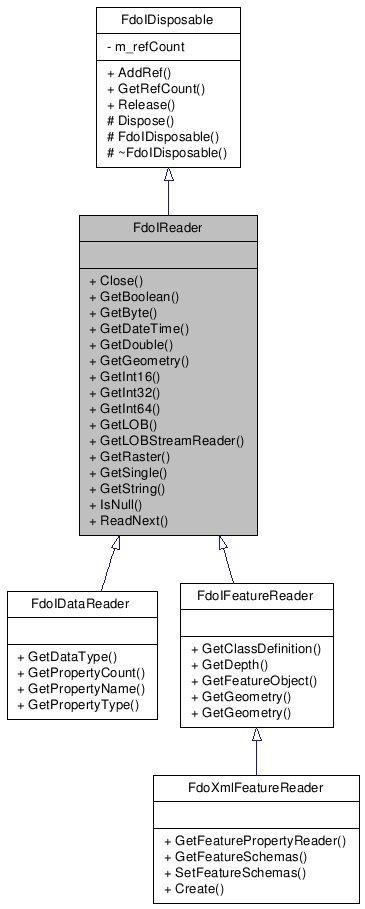 FdoIDisposable
- m_refCount
+ AddRef()
+ GetRefCount()
+ Release()
# Dispose()
# FdoIDisposable()
# ~FdoIDisposable()
FdoIReader
+ Close()
+ GetBoolean()
+ GetByte()
+ GetDateTime()
+ GetDouble()
+ GetGeometry()
+ GetInt16()
+ GetInt32()
+ GetInt64()
+ GetLOB()
+ GetLOBStreamReader()
+ GetRaster()
+ GetSingle()
+ GetString()
+ IsNull()
+ ReadNext()
FdoIDataReader
+ GetDataType()
+ GetPropertyCount()
+ GetPropertyName()
+ GetPropertyType()
FdoIFeatureReader
+ GetClassDefinition()
+ GetDepth()
+ GetFeatureObject()
+ GetGeometry()
+ GetGeometry()
FdoXmlFeatureReader
+ GetFeaturePropertyReader()
+ GetFeatureSchemas()
+ SetFeatureSchemas()
+ Create()